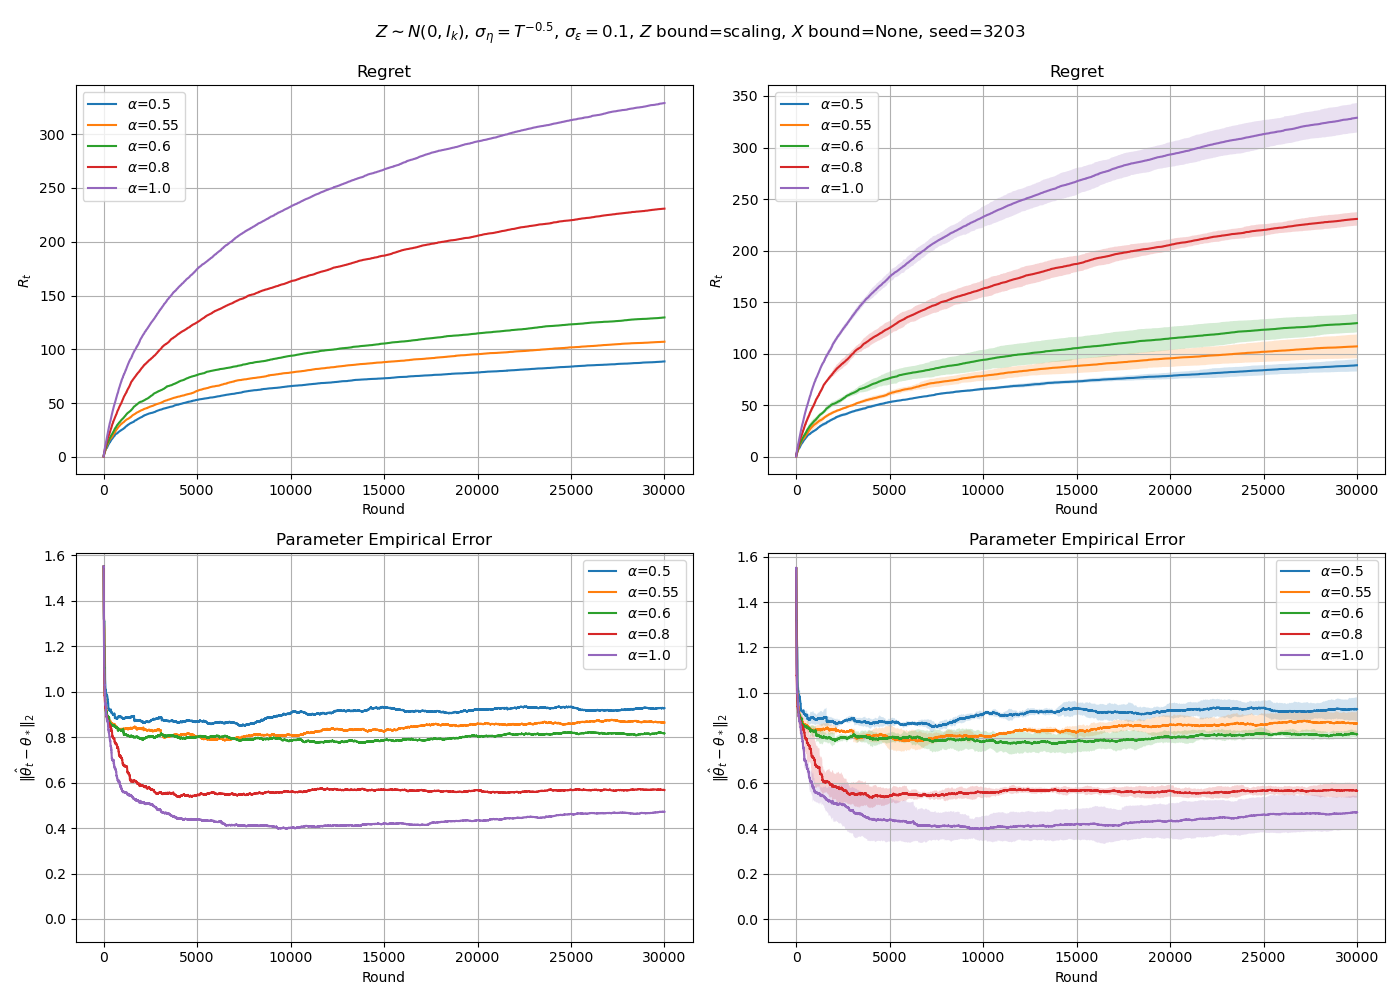 Z ∼ N(0, I_k), σ_η = T^{−0.5}, σ_ε = 0.1, Z bound=scaling, X bound=None, seed=3203
Regret
R_t
300
250
200
150
100
50
0
α=0.5
α=0.55
α=0.6
α=0.8
α=1.0
0 5000 10000 15000 20000 25000 30000
Round
Regret
R_t
350
300
250
200
150
100
50
0
α=0.5
α=0.55
α=0.6
α=0.8
α=1.0
0 5000 10000 15000 20000 25000 30000
Round
Parameter Empirical Error
‖θ̂_t − θ_*‖_2
1.6
1.4
1.2
1.0
0.8
0.6
0.4
0.2
0.0
α=0.5
α=0.55
α=0.6
α=0.8
α=1.0
0 5000 10000 15000 20000 25000 30000
Round
Parameter Empirical Error
‖θ̂_t − θ_*‖_2
1.6
1.4
1.2
1.0
0.8
0.6
0.4
0.2
0.0
α=0.5
α=0.55
α=0.6
α=0.8
α=1.0
0 5000 10000 15000 20000 25000 30000
Round